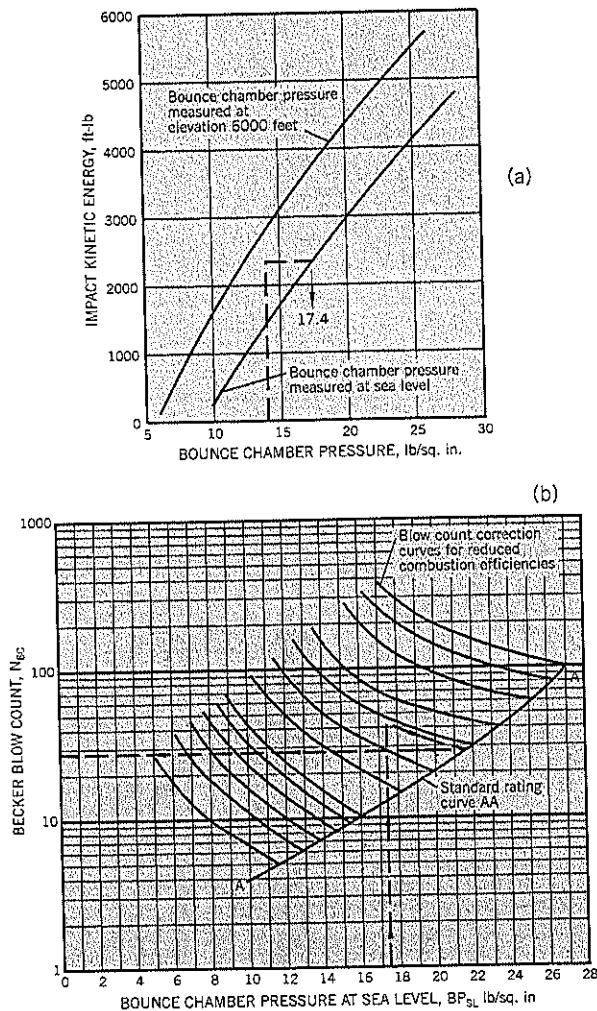 6000
5000
4000
3000
2000
1000
0
IMPACT KINETIC ENERGY, ft-lb
Bounce chamber pressure
measured at
elevation 6000 feet
(a)
17.4
Bounce chamber pressure
measured at sea level
5 10 15 20 25 30
BOUNCE CHAMBER PRESSURE, lb/sq. in.
(b)
1000
100
10
1
BECKER BLOW COUNT, NBC
Blow count correction
curves for reduced
combustion efficiencies
A
Standard rating
curve AA
A
0 2 4 6 8 10 12 14 16 18 20 22 24 26 28
BOUNCE CHAMBER PRESSURE AT SEA LEVEL, BPSL lb/sq. in